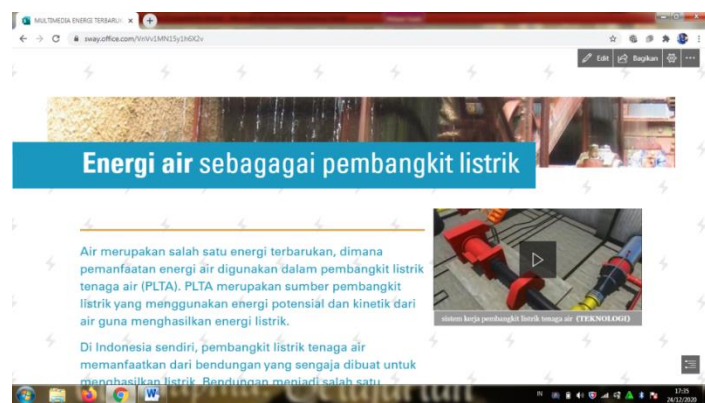 MULTIMEDIA ENERGI TERBARUK
sway.office.com/VnVv1MN15y1h6X2v
Edit Bagikan
Energi air sebagagai pembangkit listrik
Air merupakan salah satu energi terbarukan, dimana
pemanfaatan energi air digunakan dalam pembangkit listrik
tenaga air (PLTA). PLTA merupakan sumber pembangkit
listrik yang menggunakan energi potensial dan kinetik dari
air guna menghasilkan energi listrik.
sistem kerja pembangkit listrik tenaga air (TEKNOLOGI)
Di Indonesia sendiri, pembangkit listrik tenaga air
memanfaatkan dari bendungan yang sengaja dibuat untuk
menghasilkan listrik. Bendungan menjadi salah satu
IN
17:35
24/12/2020